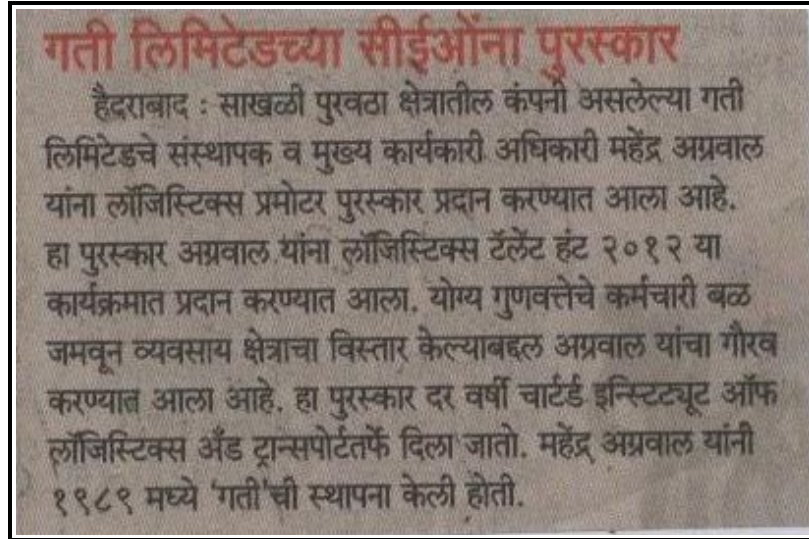 गती लिमिटेडच्या सीईओंना पुरस्कार
हैदराबाद : साखळी पुरवठा क्षेत्रातील कंपनी असलेल्या गती
लिमिटेडचे संस्थापक व मुख्य कार्यकारी अधिकारी महेंद्र अग्रवाल
यांना लॉजिस्टिक्स प्रमोटर पुरस्कार प्रदान करण्यात आला आहे.
हा पुरस्कार अग्रवाल यांना लॉजिस्टिक्स टॅलेंट हंट २०१२ या
कार्यक्रमात प्रदान करण्यात आला. योग्य गुणवत्तेचे कर्मचारी बळ
जमवून व्यवसाय क्षेत्राचा विस्तार केल्याबद्दल अग्रवाल यांचा गौरव
करण्यात आला आहे. हा पुरस्कार दर वर्षी चार्टर्ड इन्स्टिट्यूट ऑफ
लॉजिस्टिक्स अँड ट्रान्सपोर्टतर्फे दिला जातो. महेंद्र अग्रवाल यांनी
१९८९ मध्ये 'गती'ची स्थापना केली होती.